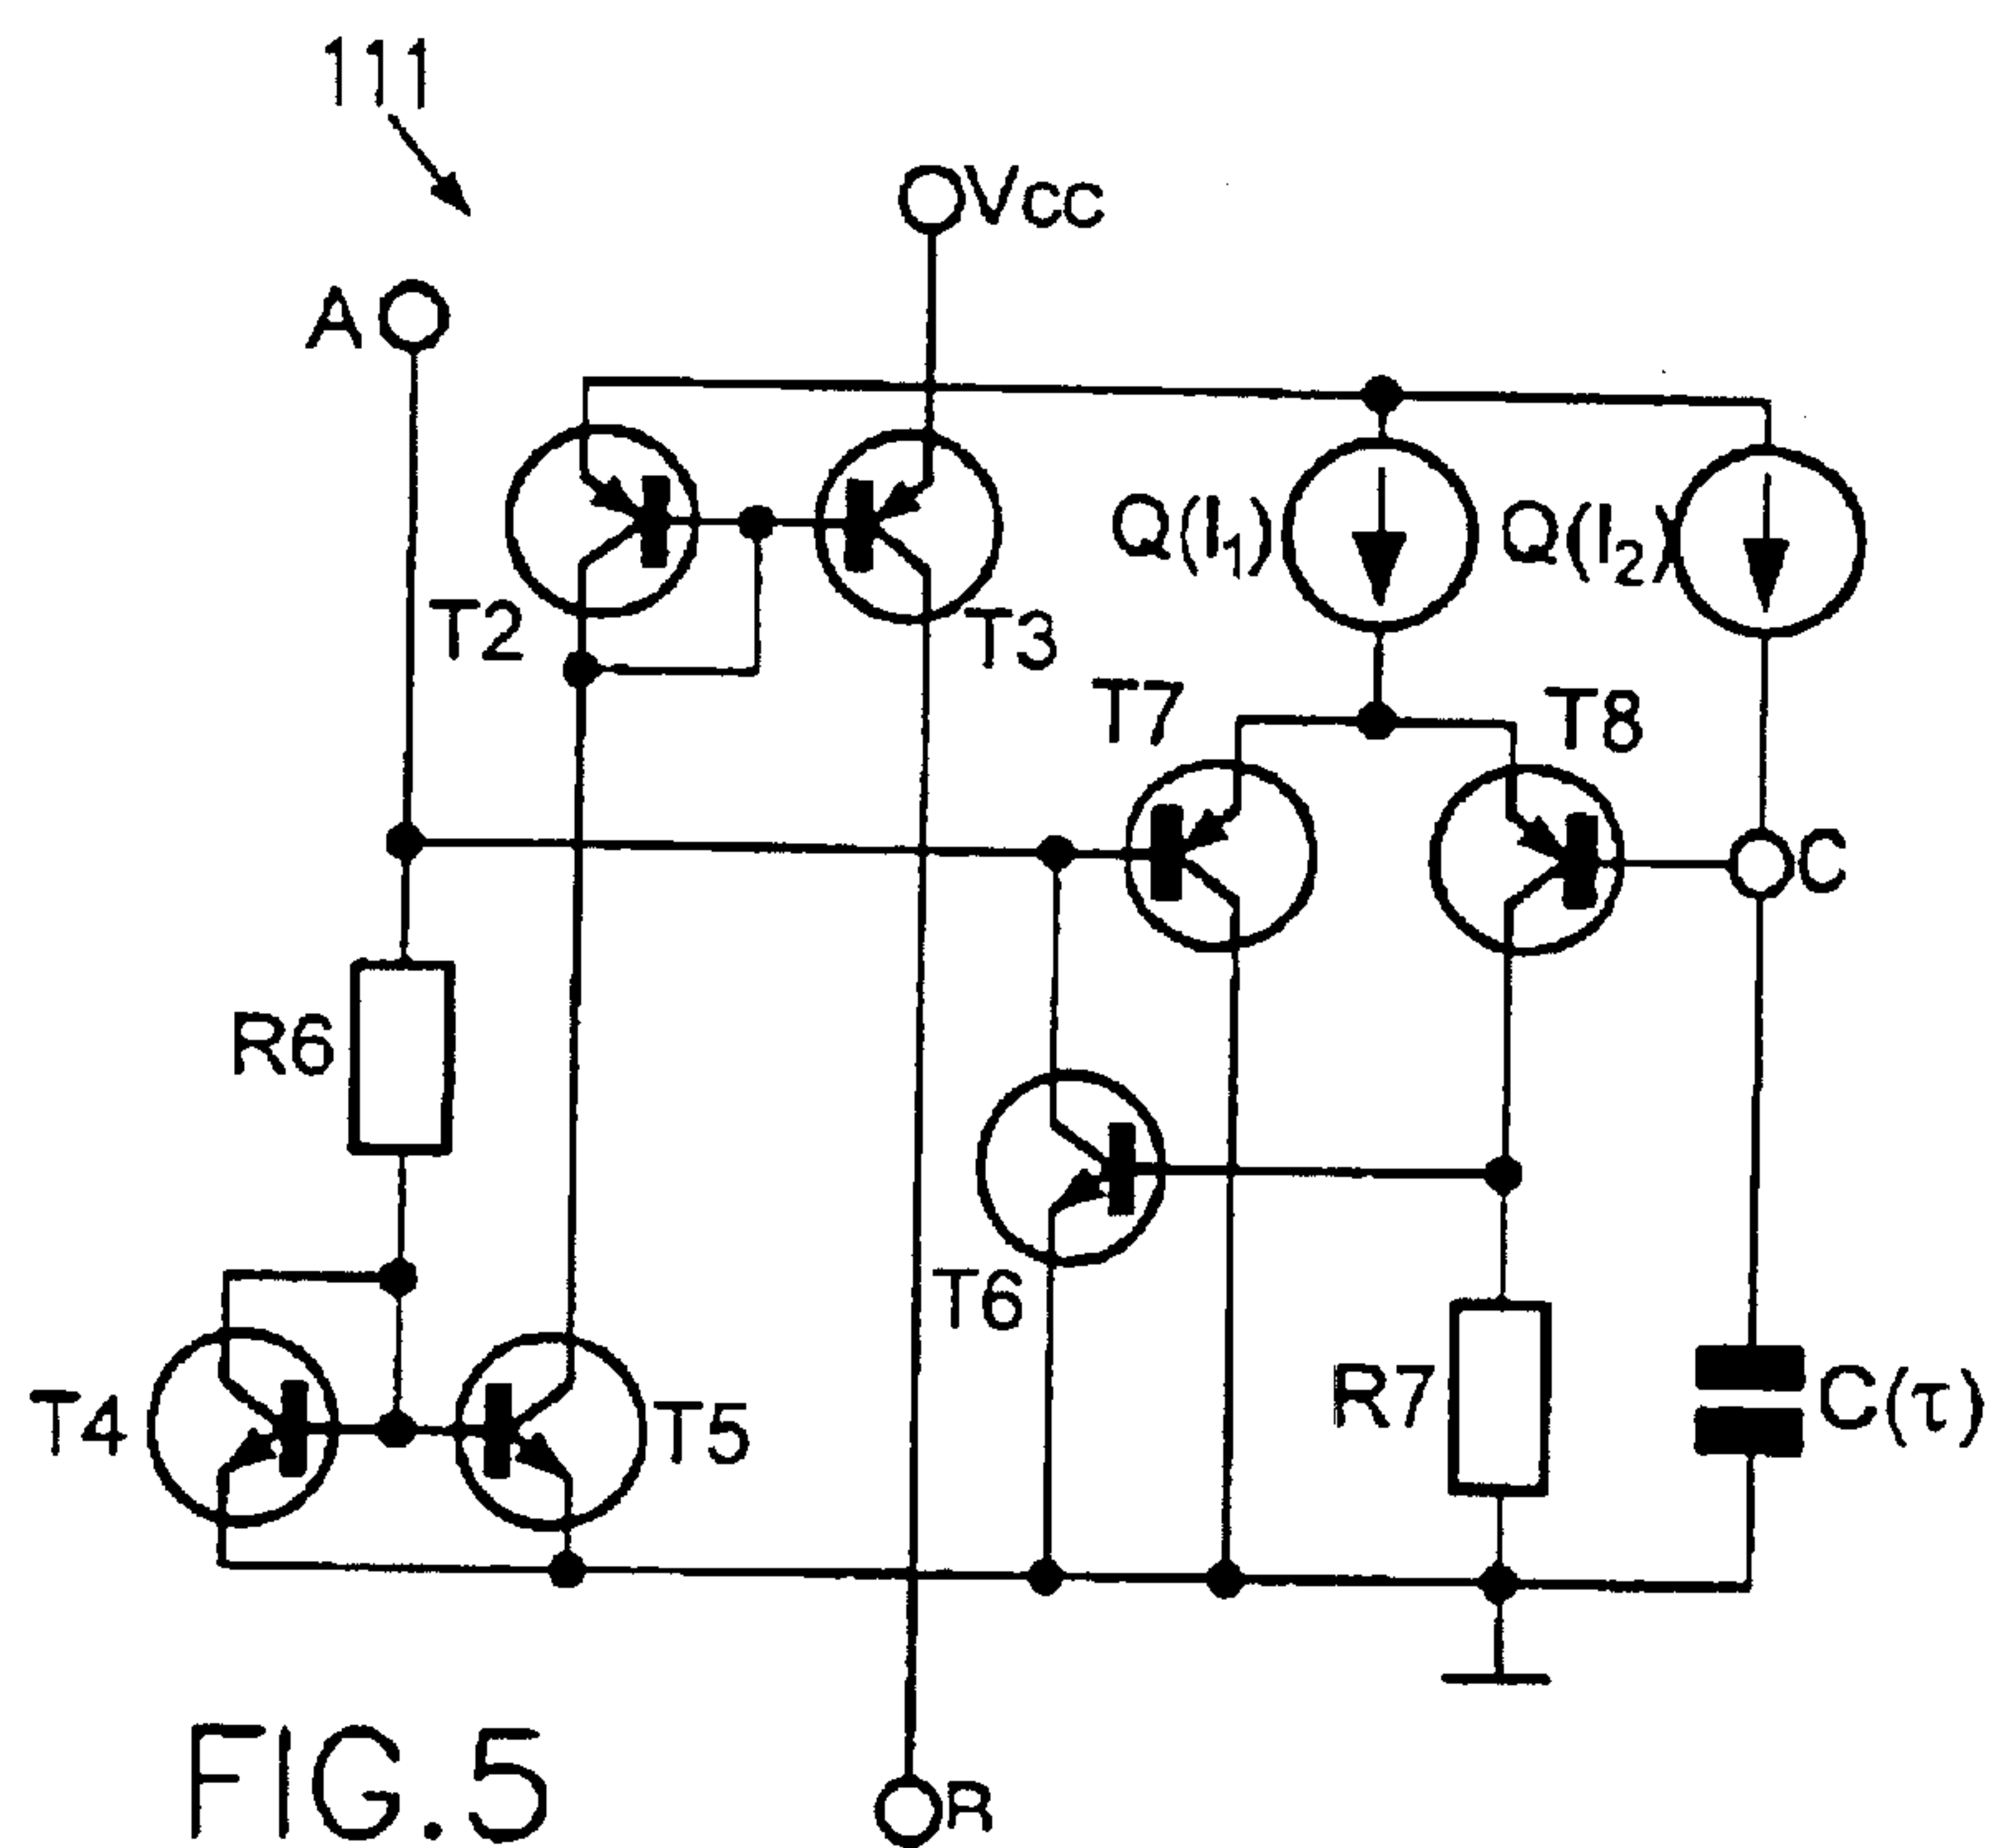 111
Vcc
A
Q(I₁)
Q(I₂)
T2
T3
T7
T8
C
R6
T6
R7
C(τ)
T4
T5
FIG.5
R